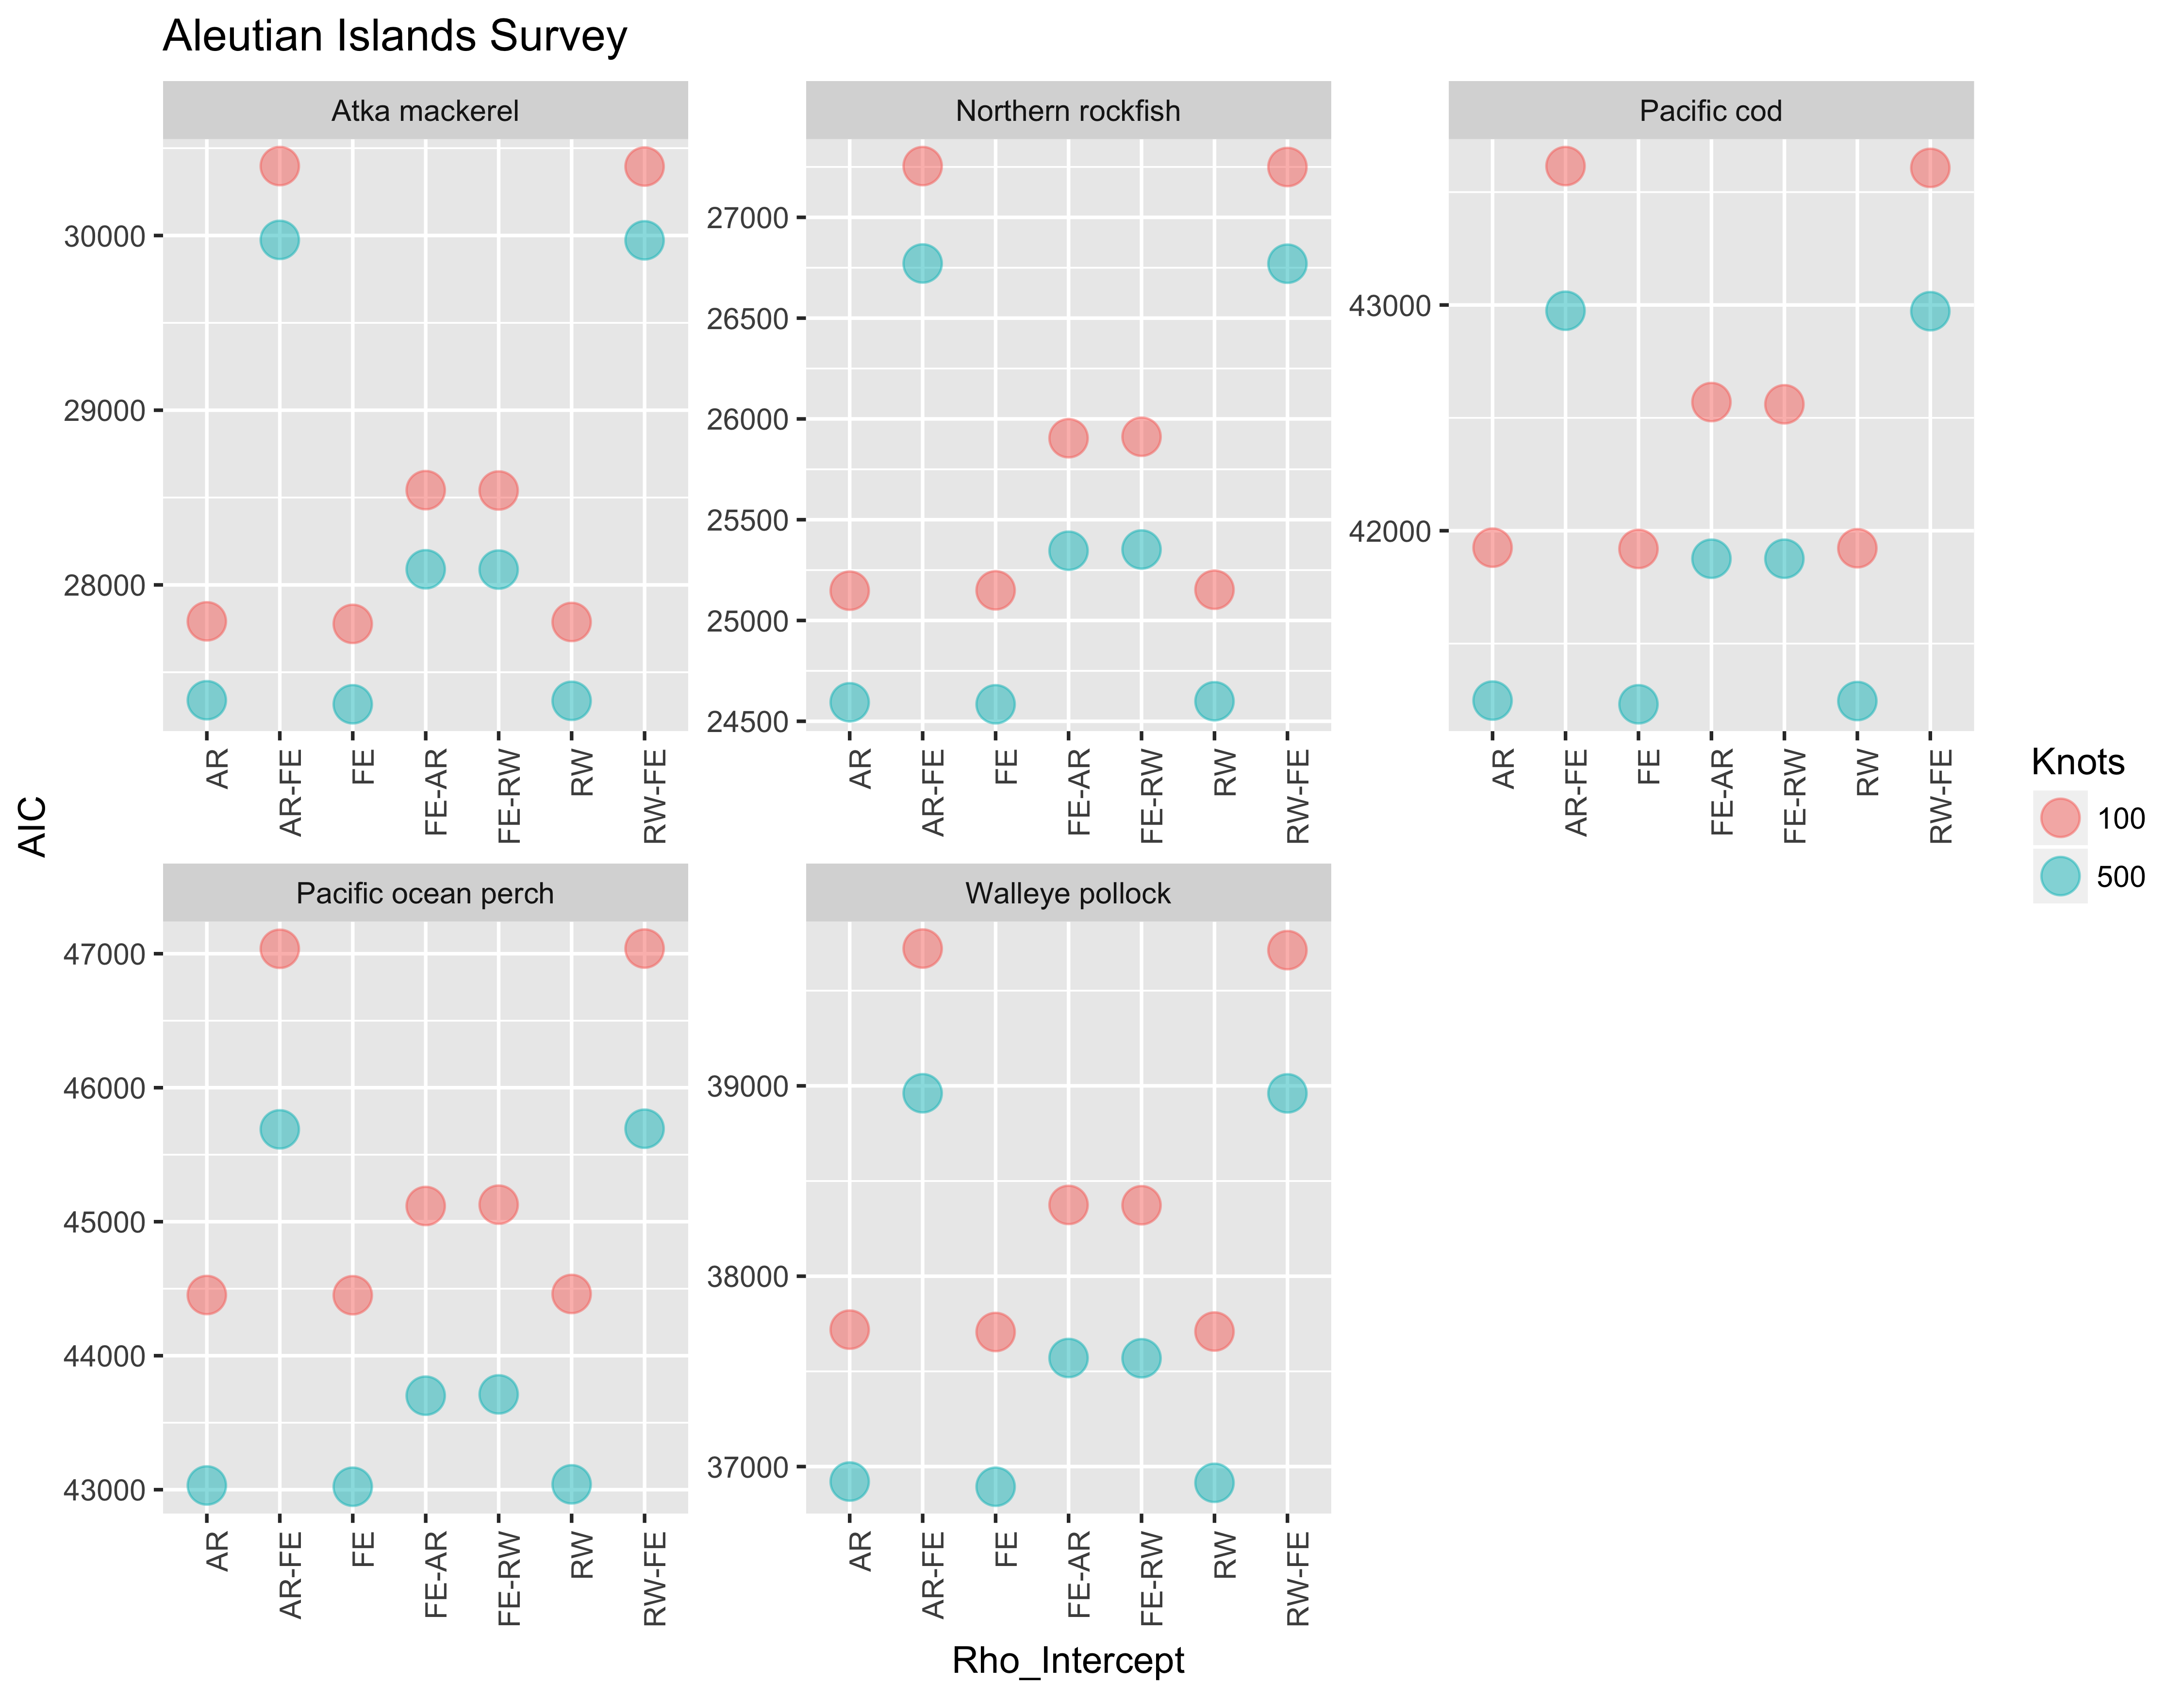 Aleutian Islands Survey
Atka mackerel
Northern rockfish
Pacific cod
30000
29000
28000
27000
26500
26000
25500
25000
24500
43000
42000
AR
AR-FE
FE
FE-AR
FE-RW
RW
RW-FE
AR
AR-FE
FE
FE-AR
FE-RW
RW
RW-FE
AR
AR-FE
FE
FE-AR
FE-RW
RW
RW-FE
AIC
Knots
100
500
Pacific ocean perch
Walleye pollock
47000
46000
45000
44000
43000
39000
38000
37000
AR
AR-FE
FE
FE-AR
FE-RW
RW
RW-FE
AR
AR-FE
FE
FE-AR
FE-RW
RW
RW-FE
Rho_Intercept